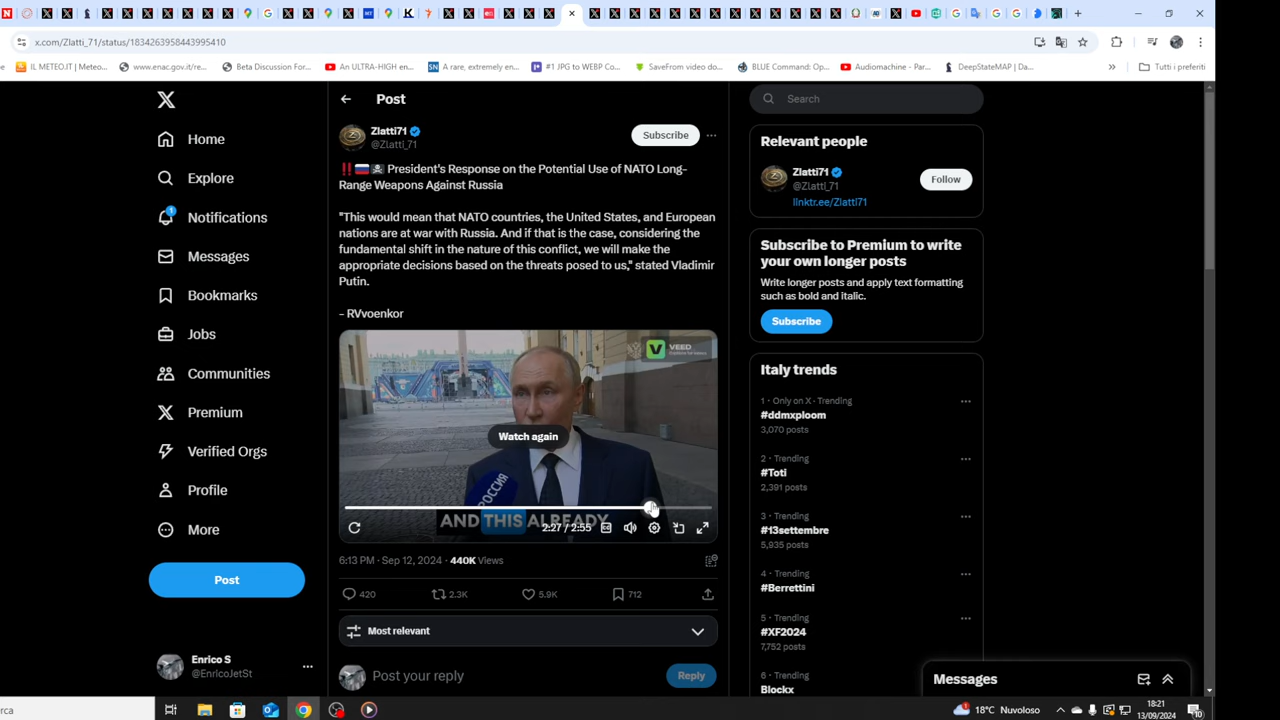 x.com/Zlatti_71/status/1834263958443995410
IL METEO.IT | Meteo...
www.enac.gov.it/re...
Beta Discussion For...
An ULTRA-HIGH en...
A rare, extremely en...
#1 JPG to WEBP Co...
SaveFrom video do...
BLUE Command: Op...
Audiomachine - Par...
DeepStateMAP | Da...
»
Tutti i preferiti
Home
Explore
1
Notifications
Messages
Bookmarks
Jobs
Communities
Premium
Verified Orgs
Profile
More
Post
Enrico S
@EnricoJetSt
Post
Zlatti71
@Zlatti_71
Subscribe
‼️🇷🇺🏴‍☠️ President's Response on the Potential Use of NATO Long-
Range Weapons Against Russia
"This would mean that NATO countries, the United States, and European
nations are at war with Russia. And if that is the case, considering the
fundamental shift in the nature of this conflict, we will make the
appropriate decisions based on the threats posed to us," stated Vladimir
Putin.
- RVvoenkor
VEED
Watch again
РОССИЯ
AND THIS ALREADY
2:27 / 2:55
6:13 PM · Sep 12, 2024 · 440K Views
420
2.3K
5.9K
712
Most relevant
Post your reply
Reply
Search
Relevant people
Zlatti71
@Zlatti_71
linktr.ee/Zlatti71
Follow
Subscribe to Premium to write
your own longer posts
Write longer posts and apply text formatting
such as bold and italic.
Subscribe
Italy trends
1 · Only on X · Trending
#ddmxploom
3,070 posts
2 · Trending
#Toti
2,391 posts
3 · Trending
#13settembre
5,935 posts
4 · Trending
#Berrettini
5 · Trending
#XF2024
7,752 posts
6 · Trending
Blockx
Messages
erca
18°C Nuvoloso
18:21
13/09/2024
10